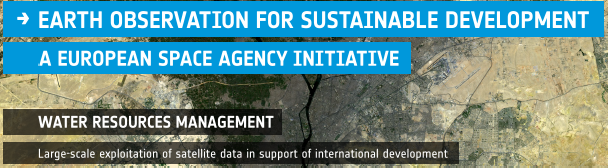 → EARTH OBSERVATION FOR SUSTAINABLE DEVELOPMENT
A EUROPEAN SPACE AGENCY INITIATIVE
WATER RESOURCES MANAGEMENT
Large-scale exploitation of satellite data in support of international development